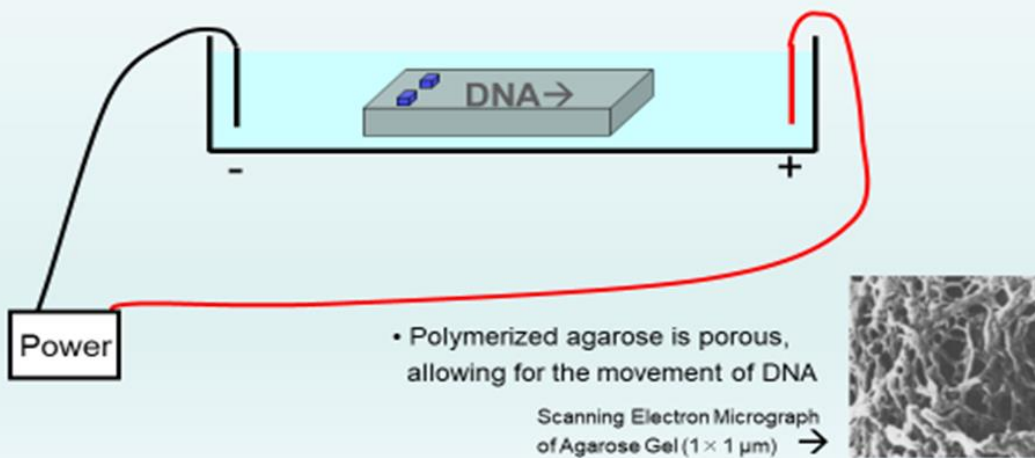 DNA→
-
+
Power
• Polymerized agarose is porous,
allowing for the movement of DNA
Scanning Electron Micrograph
of Agarose Gel (1 × 1 µm) →